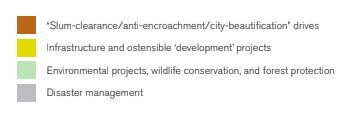 “Slum-clearance/anti-encroachment/city-beautification” drives
Infrastructure and ostensible ‘development’ projects
Environmental projects, wildlife conservation, and forest protection
Disaster management